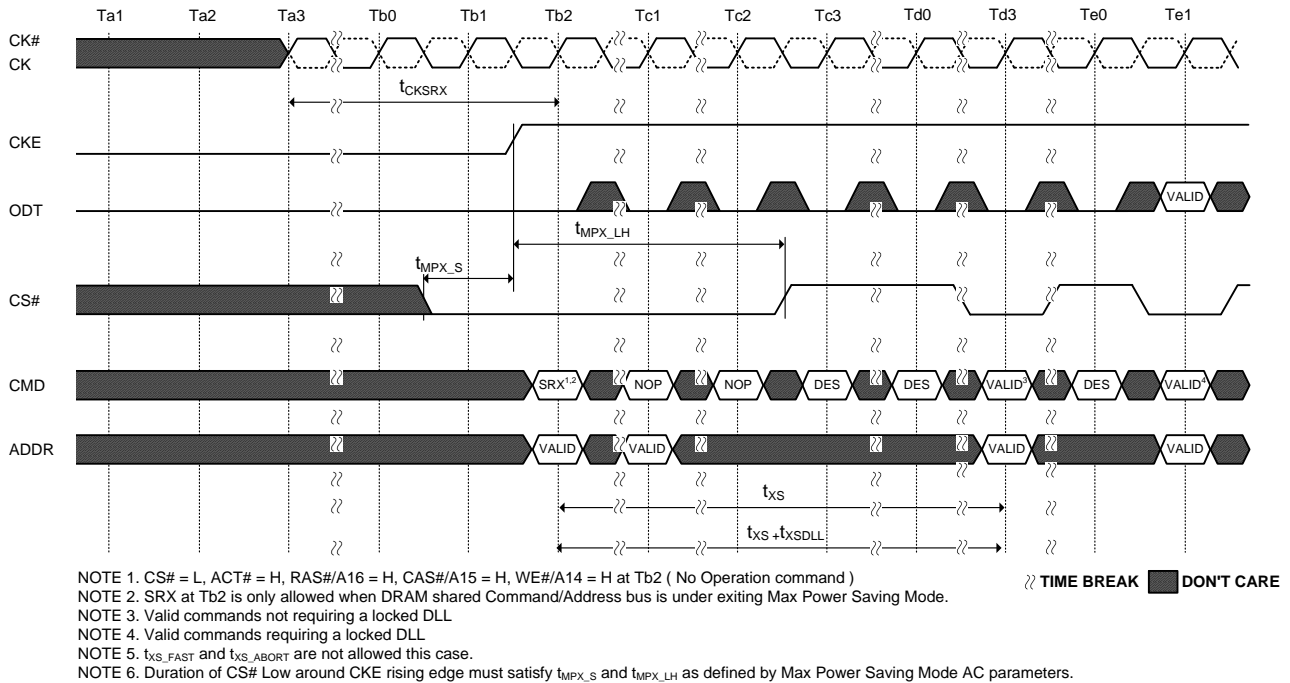 Ta1 Ta2 Ta3 Tb0 Tb1 Tb2 Tc1 Tc2 Tc3 Td0 Td3 Te0 Te1
CK#
CK
tCKSRX
CKE
ODT VALID
tMPX_LH
tMPX_S
CS#
CMD SRX1,2 NOP NOP DES DES VALID3 DES VALID4
ADDR VALID VALID VALID VALID
tXS
tXS +tXSDLL
NOTE 1. CS# = L, ACT# = H, RAS#/A16 = H, CAS#/A15 = H, WE#/A14 = H at Tb2 ( No Operation command )
TIME BREAK DON'T CARE
NOTE 2. SRX at Tb2 is only allowed when DRAM shared Command/Address bus is under exiting Max Power Saving Mode.
NOTE 3. Valid commands not requiring a locked DLL
NOTE 4. Valid commands requiring a locked DLL
NOTE 5. tXS_FAST and tXS_ABORT are not allowed this case.
NOTE 6. Duration of CS# Low around CKE rising edge must satisfy tMPX_S and tMPX_LH as defined by Max Power Saving Mode AC parameters.